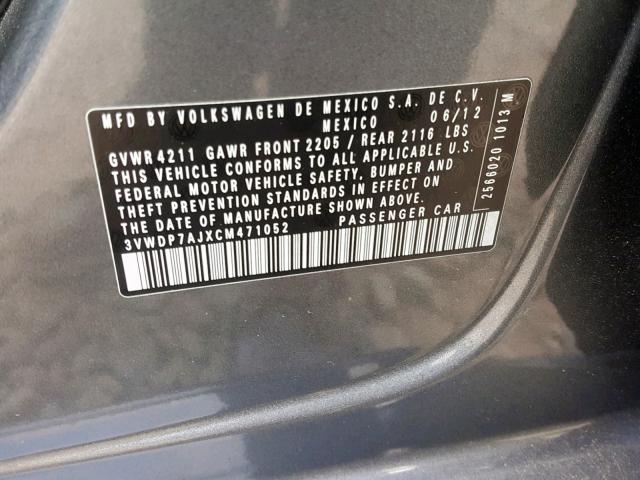 MFD BY VOLKSWAGEN DE MEXICO S.A. DE C.V.
MEXICO 06/12
GVWR 4211 GAWR FRONT 2205 / REAR 2116 LBS
THIS VEHICLE CONFORMS TO ALL APPLICABLE U.S.
FEDERAL MOTOR VEHICLE SAFETY, BUMPER AND
THEFT PREVENTION STANDARDS IN EFFECT ON
THE DATE OF MANUFACTURE SHOWN ABOVE.
3VWDP7AJXCM471052 PASSENGER CAR
2566020 1013 M